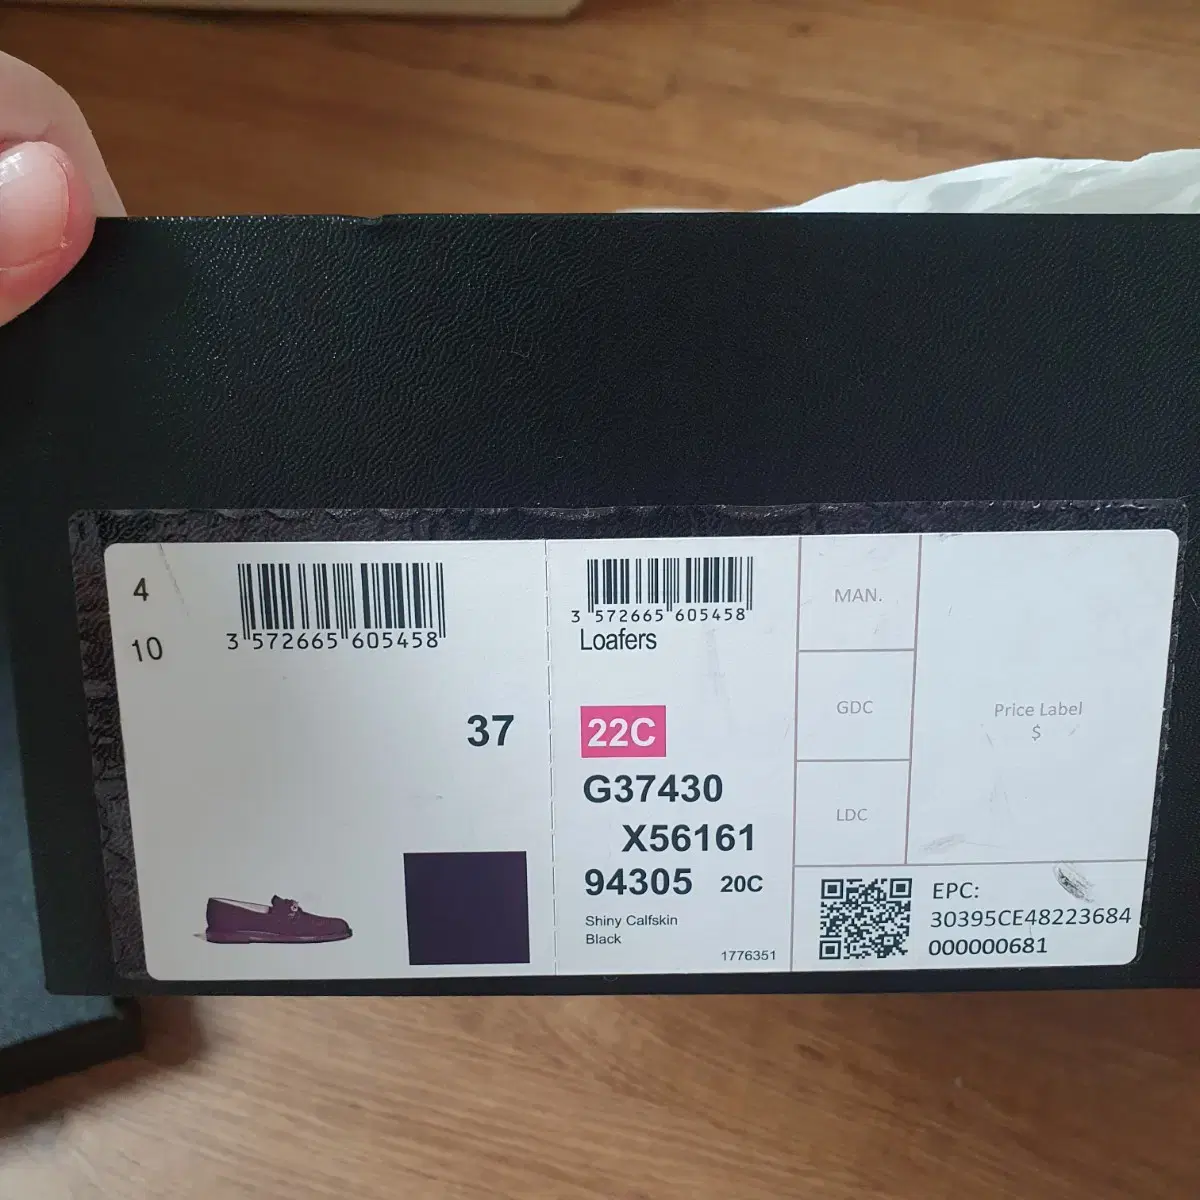 4
10
3 572665 605458
37
3 572665 605458
Loafers
22C
G37430
X56161
94305 20C
Shiny Calfskin
Black
1776351
MAN.
GDC
LDC
Price Label
$
EPC:
30395CE48223684
000000681